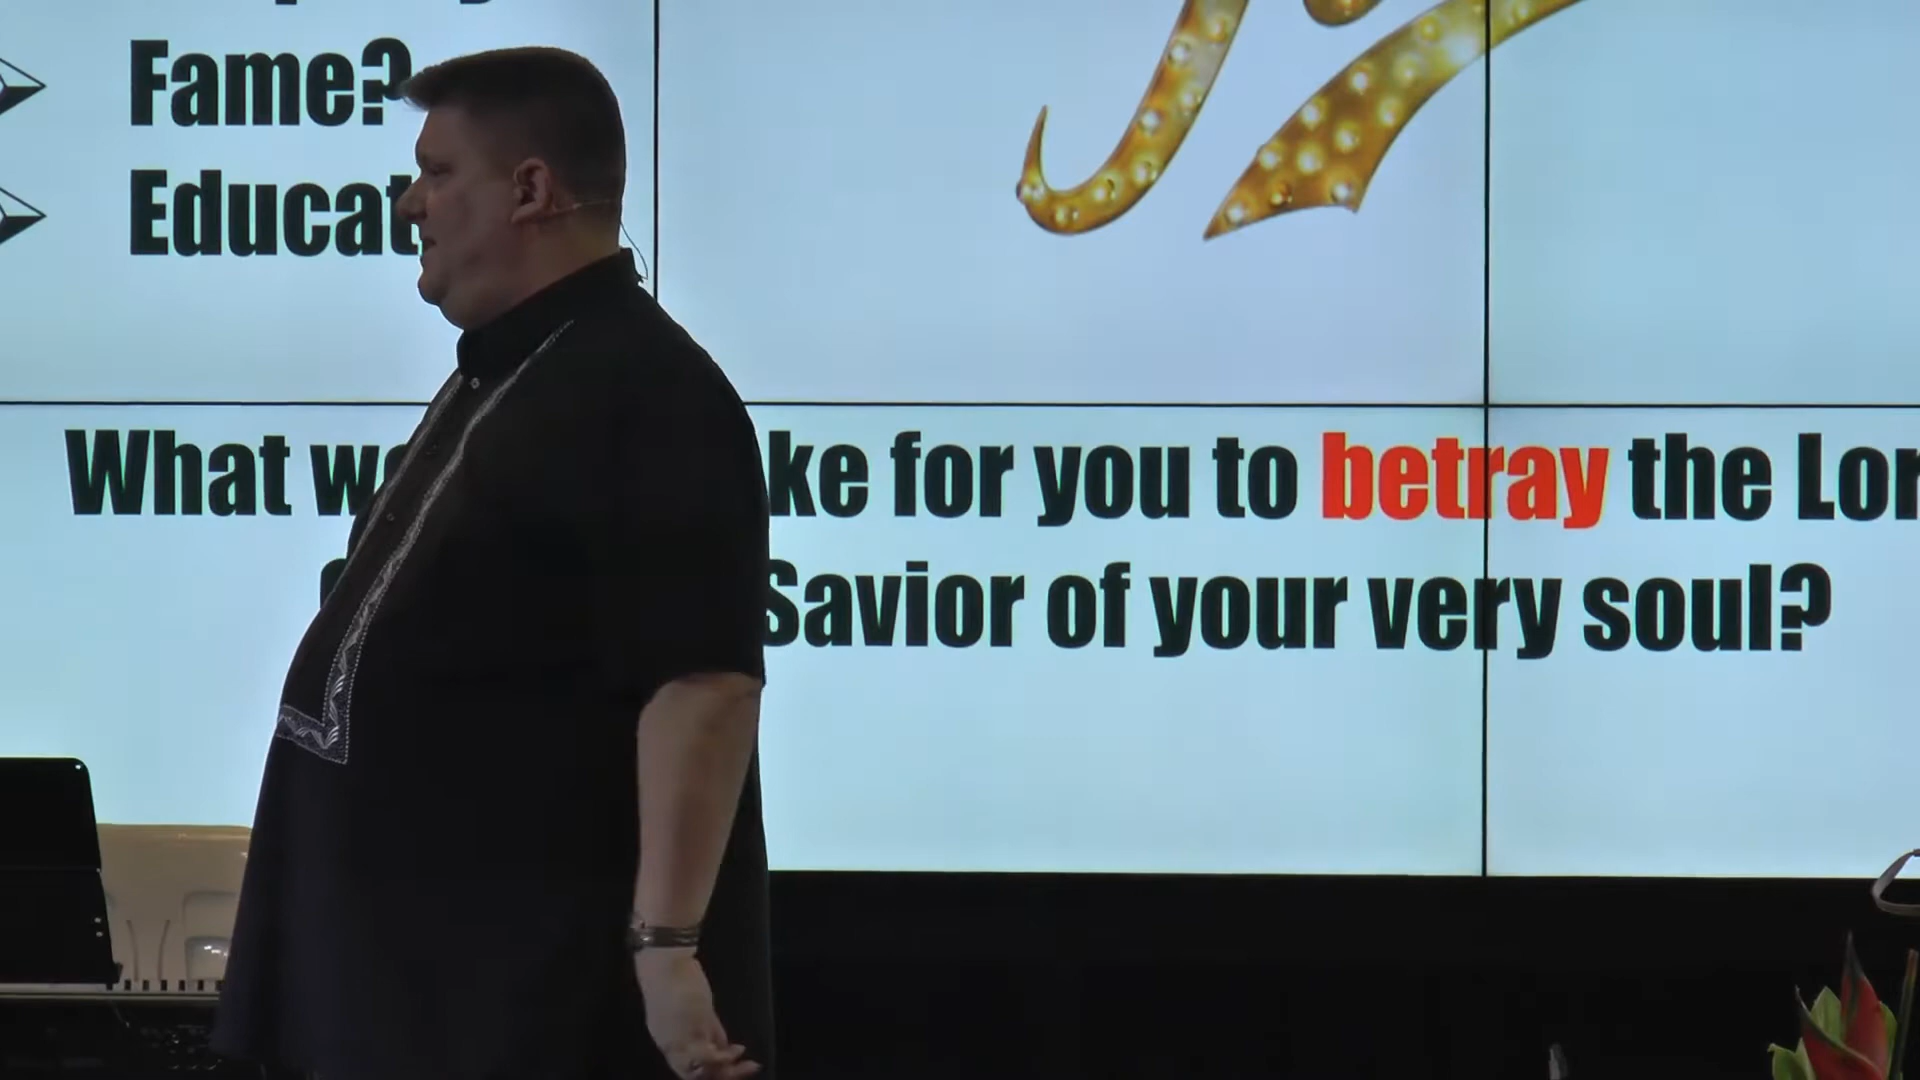 Fame?
Educat
What ke for you to betray the Lor
Savior of your very soul?